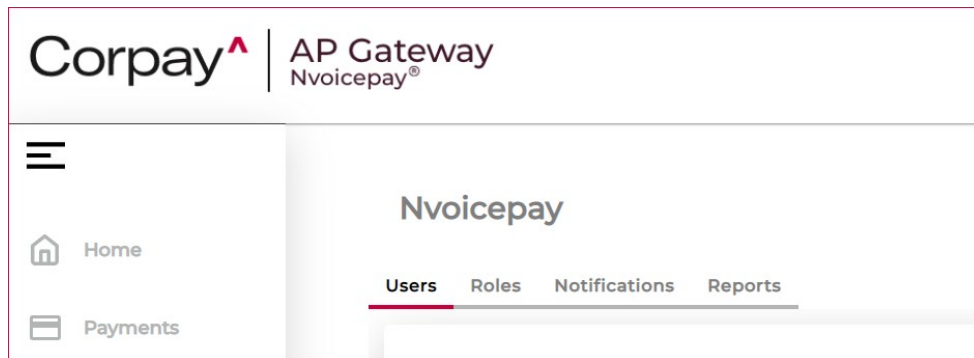 Corpay^
AP Gateway
Nvoicepay®
Nvoicepay
Home
Users Roles Notifications Reports
Payments